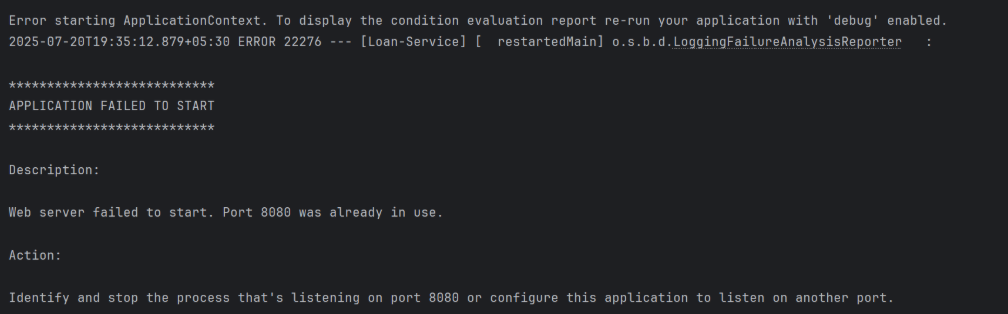 Error starting ApplicationContext. To display the condition evaluation report re-run your application with 'debug' enabled.
2025-07-20T19:35:12.879+05:30 ERROR 22276 --- [Loan-Service] [  restartedMain] o.s.b.d.LoggingFailureAnalysisReporter   :
***************************
APPLICATION FAILED TO START
***************************
Description:
Web server failed to start. Port 8080 was already in use.
Action:
Identify and stop the process that's listening on port 8080 or configure this application to listen on another port.